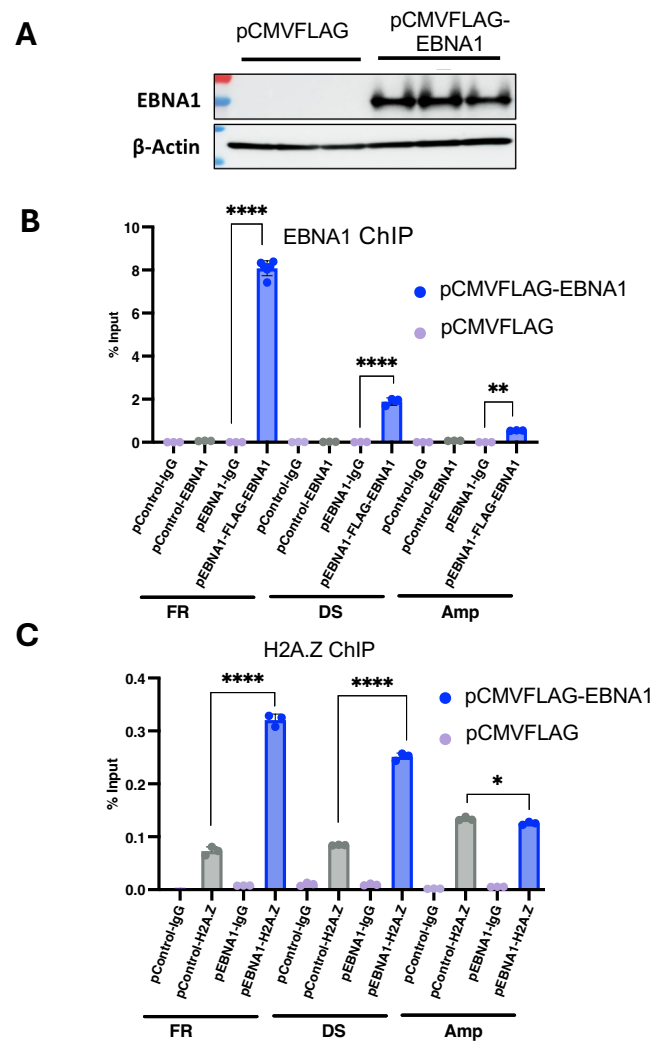 A
pCMVFLAG
pCMVFLAG-
EBNA1
EBNA1
β-Actin
B
EBNA1 ChIP
% Input
10
8
6
4
2
0
****
****
**
pCMVFLAG-EBNA1
pCMVFLAG
pControl-IgG
pControl-EBNA1
pEBNA1-IgG
pEBNA1-FLAG-EBNA1
pControl-IgG
pControl-EBNA1
pEBNA1-IgG
pEBNA1-FLAG-EBNA1
pControl-IgG
pControl-EBNA1
pEBNA1-IgG
pEBNA1-FLAG-EBNA1
FR
DS
Amp
C
H2A.Z ChIP
% Input
0.4
0.3
0.2
0.1
0.0
****
****
*
pCMVFLAG-EBNA1
pCMVFLAG
pControl-IgG
pControl-H2A.Z
pEBNA1-IgG
pEBNA1-H2A.Z
pControl-IgG
pControl-H2A.Z
pEBNA1-IgG
pEBNA1-H2A.Z
pControl-IgG
pControl-H2A.Z
pEBNA1-IgG
pEBNA1-H2A.Z
FR
DS
Amp